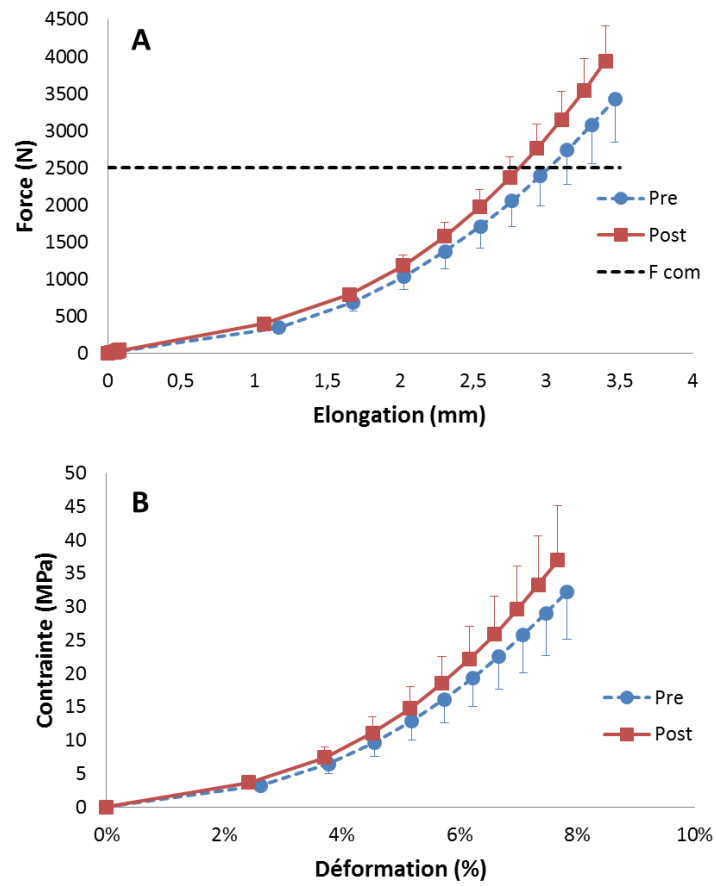 A
4500
4000
3500
3000
2500
2000
1500
1000
500
0
Force (N)
Pre
Post
F com
0 0,5 1 1,5 2 2,5 3 3,5 4
Elongation (mm)
B
50
45
40
35
30
25
20
15
10
5
0
Contrainte (MPa)
Pre
Post
0% 2% 4% 6% 8% 10%
Déformation (%)